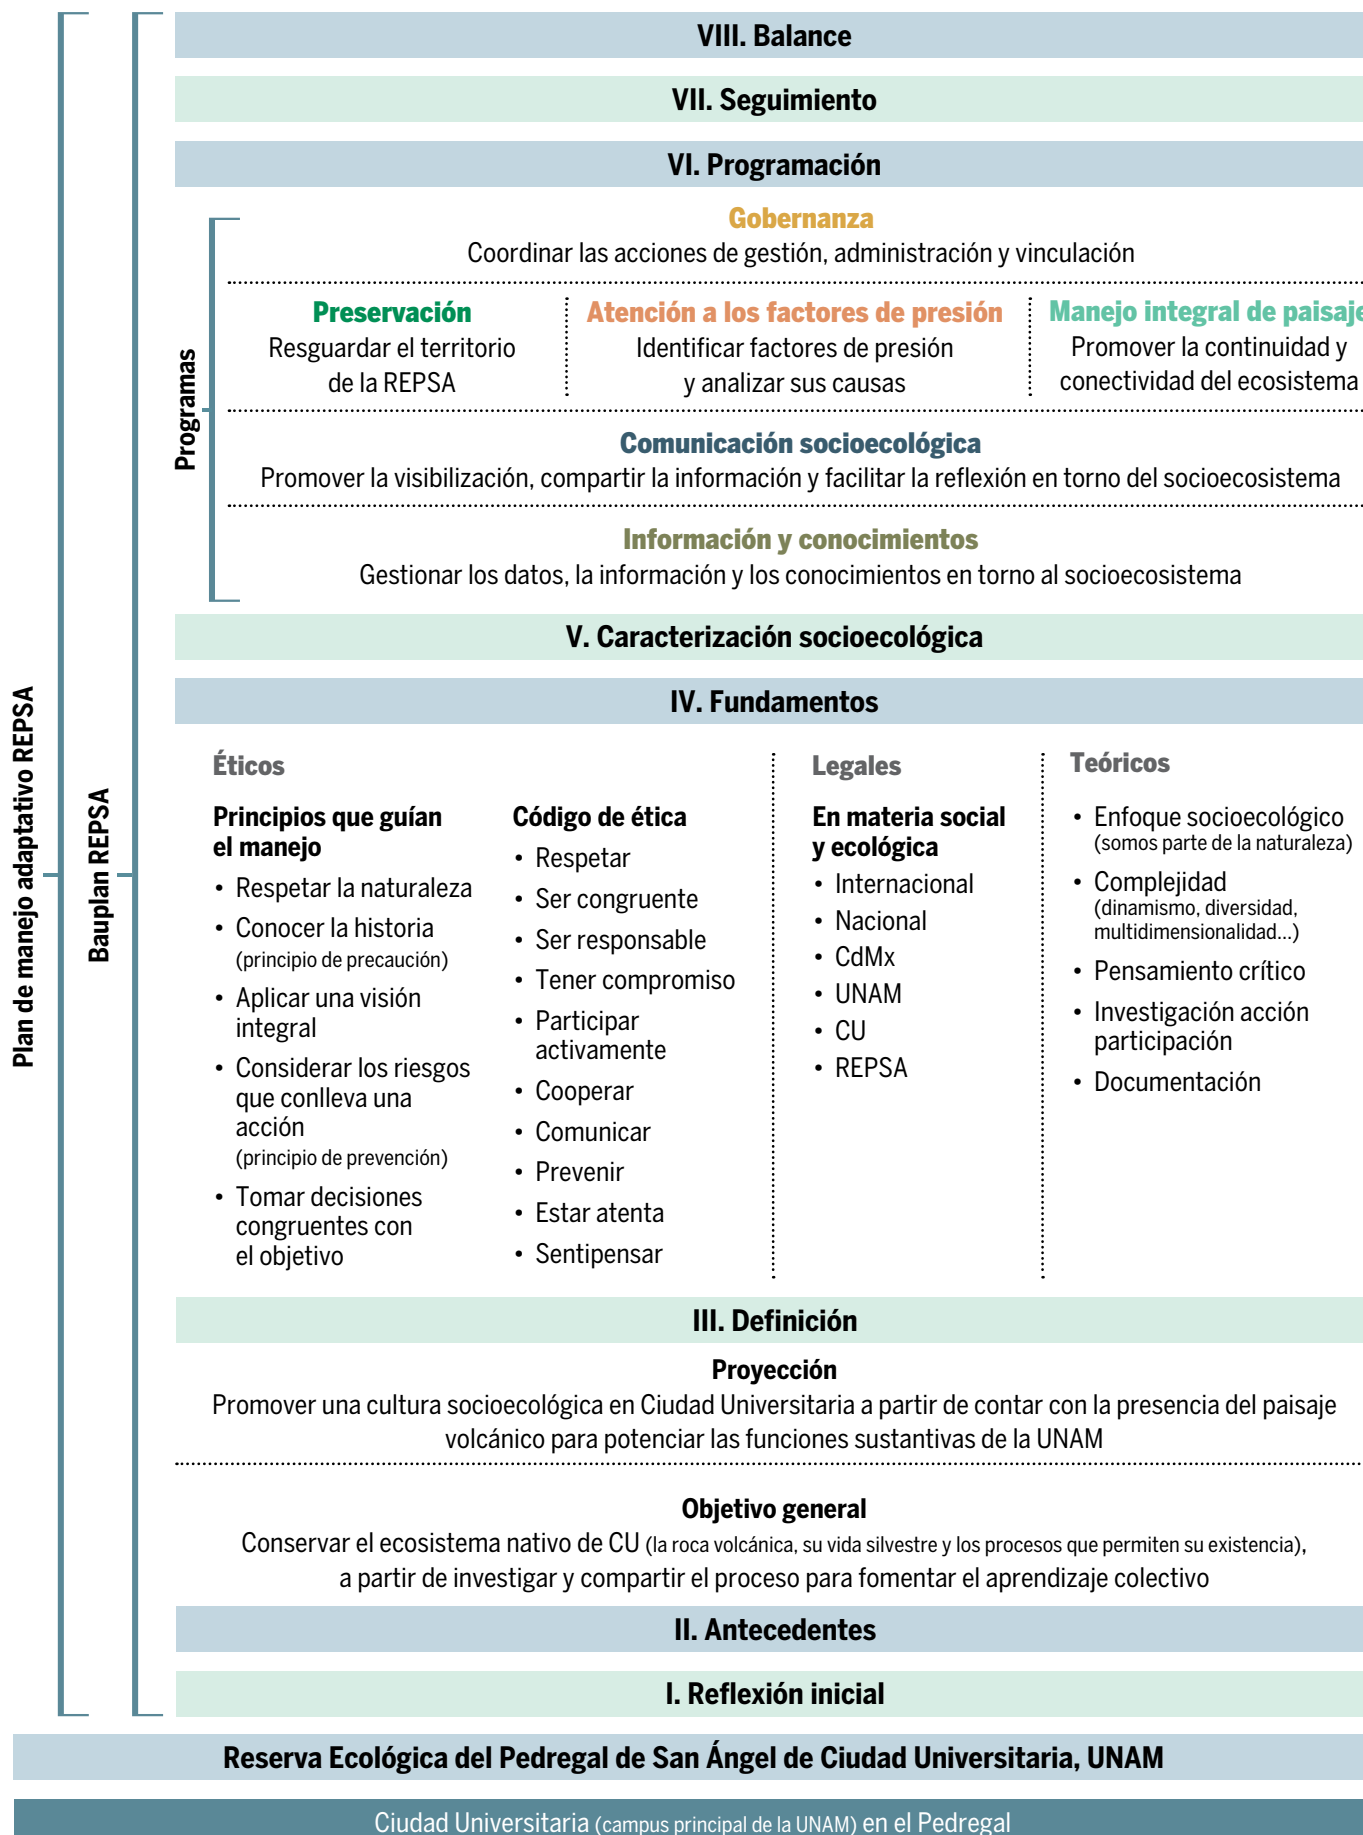 VIII. Balance
VII. Seguimiento
VI. Programación
Programas
Gobernanza
Coordinar las acciones de gestión, administración y vinculación
Preservación
Resguardar el territorio
de la REPSA
Atención a los factores de presión
Identificar factores de presión
y analizar sus causas
Manejo integral de paisaje
Promover la continuidad y
conectividad del ecosistema
Comunicación socioecológica
Promover la visibilización, compartir la información y facilitar la reflexión en torno del socioecosistema
Información y conocimientos
Gestionar los datos, la información y los conocimientos en torno al socioecosistema
V. Caracterización socioecológica
Plan de manejo adaptativo REPSA
Bauplan REPSA
IV. Fundamentos
Éticos
Principios que guían
el manejo
• Respetar la naturaleza
• Conocer la historia
(principio de precaución)
• Aplicar una visión
integral
• Considerar los riesgos
que conlleva una
acción
(principio de prevención)
• Tomar decisiones
congruentes con
el objetivo
Código de ética
• Respetar
• Ser congruente
• Ser responsable
• Tener compromiso
• Participar
activamente
• Cooperar
• Comunicar
• Prevenir
• Estar atenta
• Sentipensar
Legales
En materia social
y ecológica
• Internacional
• Nacional
• CdMx
• UNAM
• CU
• REPSA
Teóricos
• Enfoque socioecológico
(somos parte de la naturaleza)
• Complejidad
(dinamismo, diversidad,
multidimensionalidad...)
• Pensamiento crítico
• Investigación acción
participación
• Documentación
III. Definición
Proyección
Promover una cultura socioecológica en Ciudad Universitaria a partir de contar con la presencia del paisaje
volcánico para potenciar las funciones sustantivas de la UNAM
Objetivo general
Conservar el ecosistema nativo de CU (la roca volcánica, su vida silvestre y los procesos que permiten su existencia),
a partir de investigar y compartir el proceso para fomentar el aprendizaje colectivo
II. Antecedentes
I. Reflexión inicial
Reserva Ecológica del Pedregal de San Ángel de Ciudad Universitaria, UNAM
Ciudad Universitaria (campus principal de la UNAM) en el Pedregal